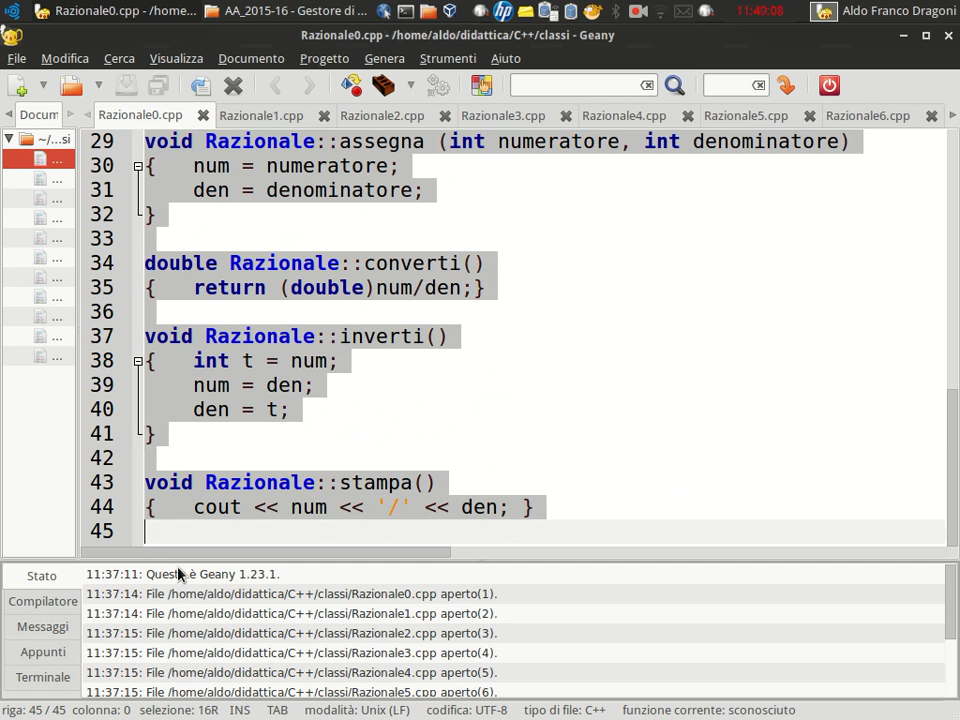 Razionale0.cpp - /home...
AA_2015-16 - Gestore di ...
11:49:08
Aldo Franco Dragoni
Razionale0.cpp - /home/aldo/didattica/C++/classi - Geany
File Modifica Cerca Visualizza Documento Progetto Genera Strumenti Aiuto
Docum Razionale0.cpp Razionale1.cpp Razionale2.cpp Razionale3.cpp Razionale4.cpp Razionale5.cpp Razionale6.cpp
~/...si
29 void Razionale::assegna (int numeratore, int denominatore)
30 {   num = numeratore;
31     den = denominatore;
32 }
33
34 double Razionale::converti()
35 {   return (double)num/den;}
36
37 void Razionale::inverti()
38 {   int t = num;
39     num = den;
40     den = t;
41 }
42
43 void Razionale::stampa()
44 {   cout << num << '/' << den; }
45
Stato
Compilatore
Messaggi
Appunti
Terminale
11:37:11: Questo è Geany 1.23.1.
11:37:14: File /home/aldo/didattica/C++/classi/Razionale0.cpp aperto(1).
11:37:14: File /home/aldo/didattica/C++/classi/Razionale1.cpp aperto(2).
11:37:15: File /home/aldo/didattica/C++/classi/Razionale2.cpp aperto(3).
11:37:15: File /home/aldo/didattica/C++/classi/Razionale3.cpp aperto(4).
11:37:15: File /home/aldo/didattica/C++/classi/Razionale4.cpp aperto(5).
11:37:15: File /home/aldo/didattica/C++/classi/Razionale5.cpp aperto(6).
riga: 45 / 45 colonna: 0 selezione: 16R INS TAB modalità: Unix (LF) codifica: UTF-8 tipo di file: C++ funzione corrente: sconosciuto